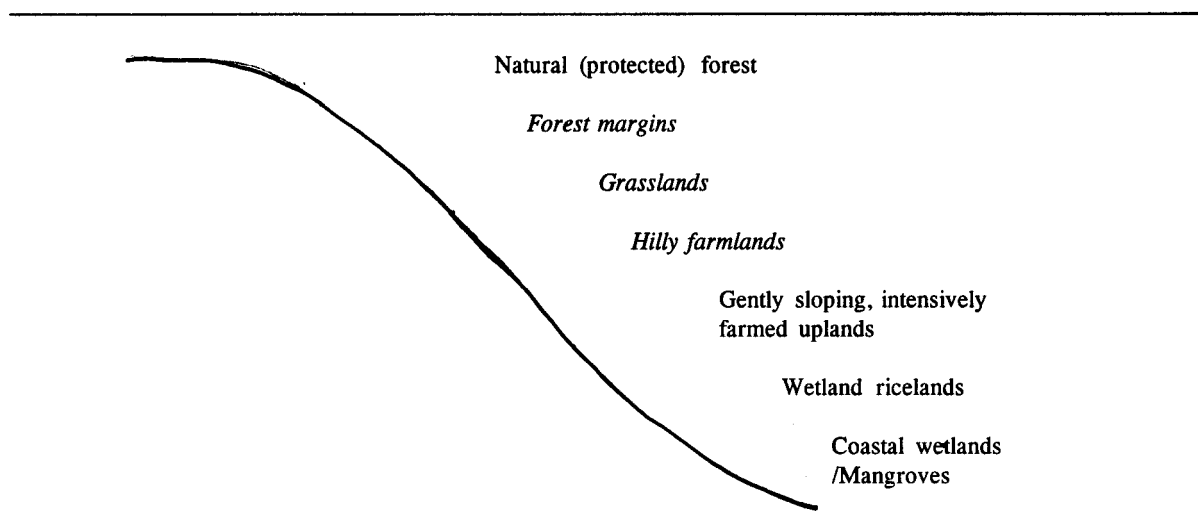 Natural (protected) forest
Forest margins
Grasslands
Hilly farmlands
Gently sloping, intensively
farmed uplands
Wetland ricelands
Coastal wetlands
/Mangroves